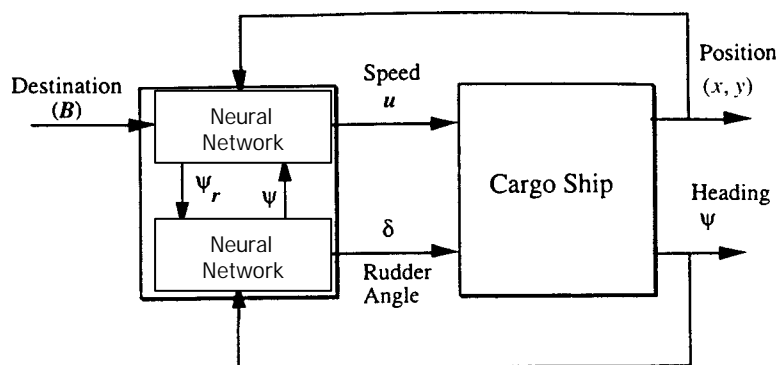 Destination
(B)
Neural
Network
Ψr
Ψ
Neural
Network
Speed
u
δ
Rudder
Angle
Cargo Ship
Position
(x, y)
Heading
Ψ